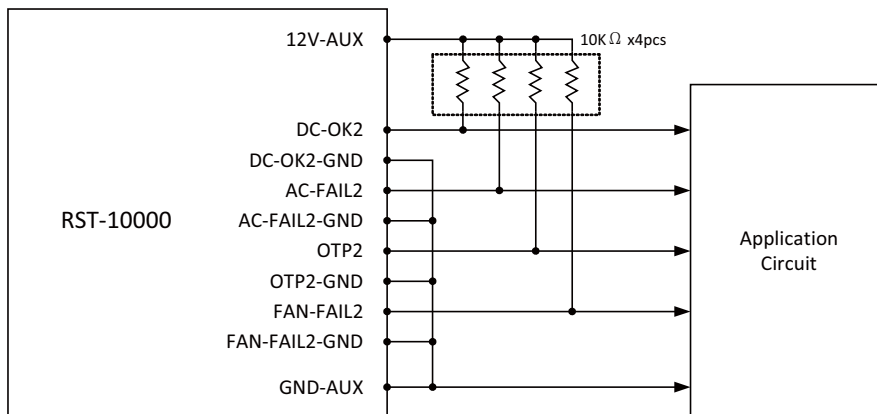 12V-AUX
10KΩ x4pcs
DC-OK2
DC-OK2-GND
AC-FAIL2
RST-10000
AC-FAIL2-GND
OTP2
OTP2-GND
FAN-FAIL2
FAN-FAIL2-GND
GND-AUX
Application
Circuit